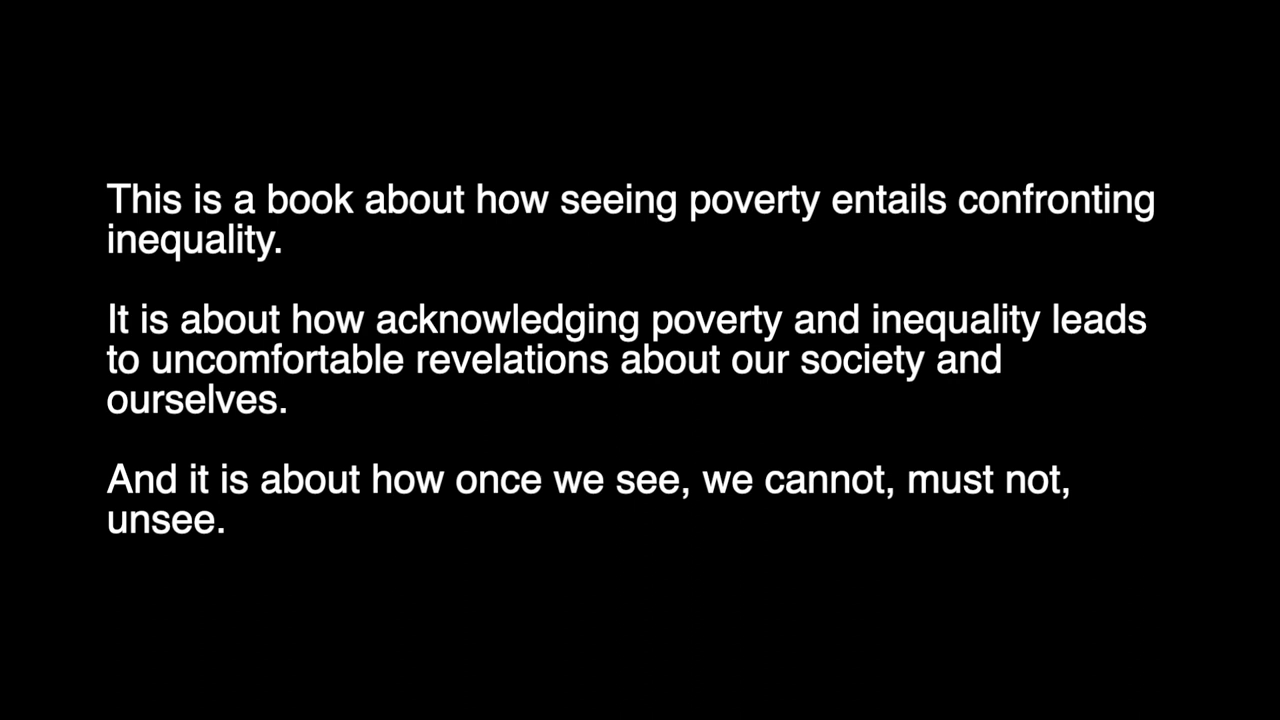 This is a book about how seeing poverty entails confronting
inequality.
It is about how acknowledging poverty and inequality leads
to uncomfortable revelations about our society and
ourselves.
And it is about how once we see, we cannot, must not,
unsee.